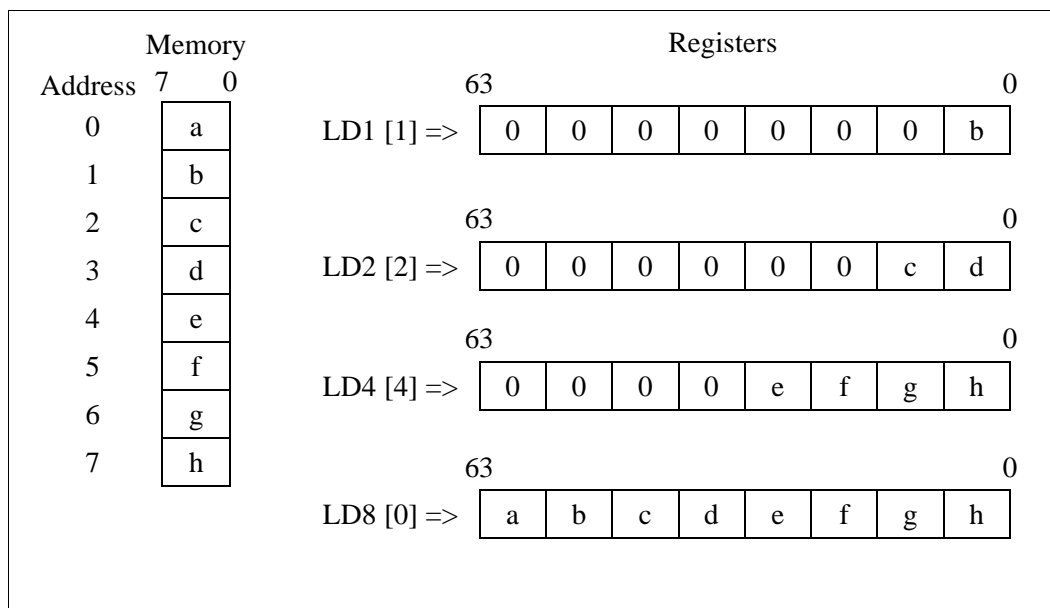 Memory
Registers
Address 7 0
0 a
1 b
2 c
3 d
4 e
5 f
6 g
7 h
63 0
LD1 [1] => 0 0 0 0 0 0 0 b
63 0
LD2 [2] => 0 0 0 0 0 0 c d
63 0
LD4 [4] => 0 0 0 0 e f g h
63 0
LD8 [0] => a b c d e f g h